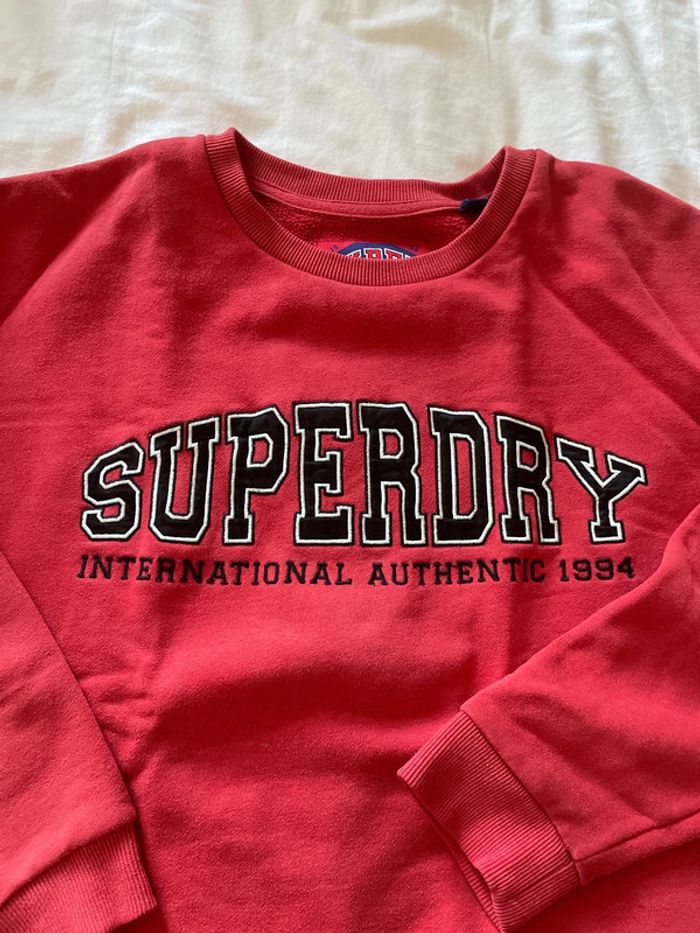 SUPERDRY
INTERNATIONAL AUTHENTIC 1994